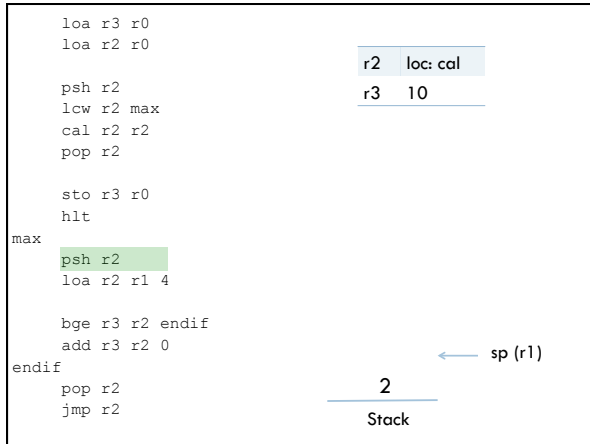 loa r3 r0
loa r2 r0
psh r2
lcw r2 max
cal r2 r2
pop r2
sto r3 r0
hlt
max
psh r2
loa r2 r1 4
bge r3 r2 endif
add r3 r2 0
endif
pop r2
jmp r2
r2 loc: cal
r3 10
sp (r1)
2
Stack